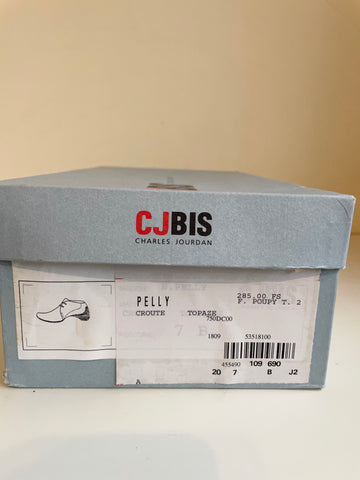 CJBIS
CHARLES JOURDAN
PELLY
285.00 FS
CROUTE TOPAZE
F. POUPY T. 2
750DC00
1809 53518100
455490 109 690
20 7 B J2
A